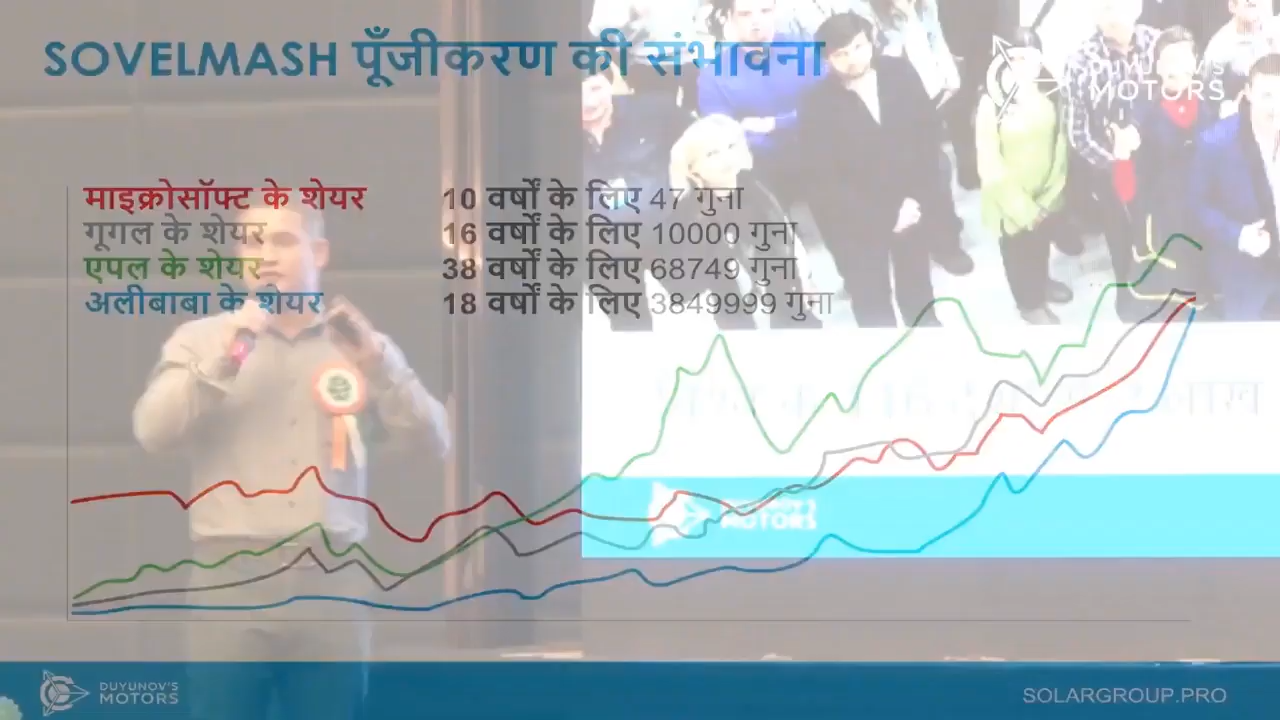 SOVELMASH पूँजीकरण की संभावना
DUYUNOV'S
MOTORS
माइक्रोसॉफ्ट के शेयर 10 वर्षों के लिए 47 गुना
गूगल के शेयर 16 वर्षों के लिए 10000 गुना
एपल के शेयर 38 वर्षों के लिए 68749 गुना
अलीबाबा के शेयर 18 वर्षों के लिए 3849999 गुना
लाख
MOTORS
DUYUNOV'S
MOTORS
SOLARGROUP.PRO